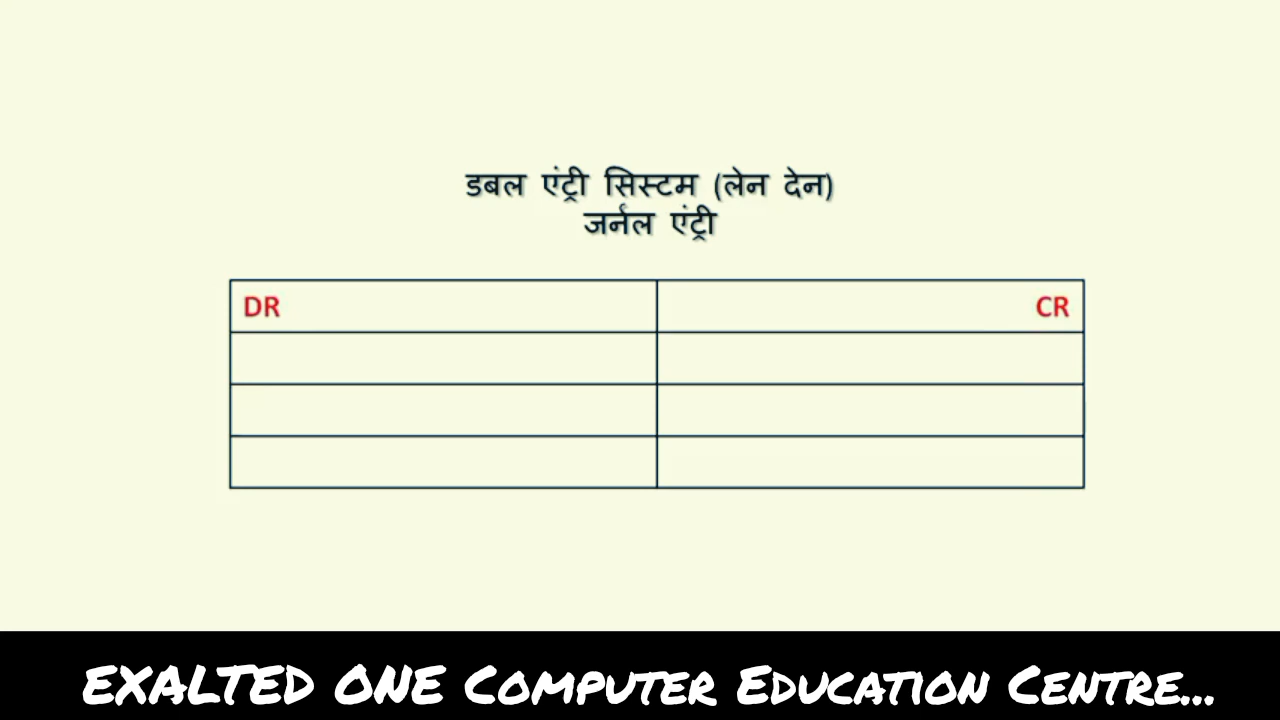 डबल एंट्री सिस्टम (लेन देन)
जर्नल एंट्री
DR CR
EXALTED ONE COMPUTER EDUCATION CENTRE...